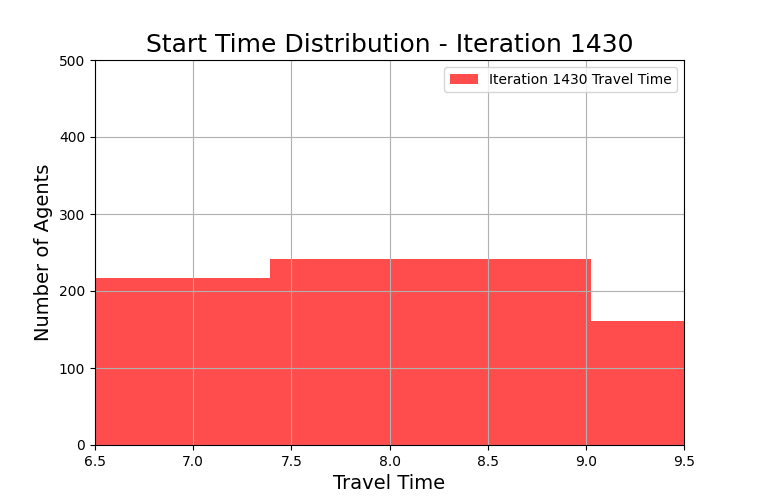 Start Time Distribution - Iteration 1430
500
Iteration 1430 Travel Time
400
300
200
100
0
Number of Agents
6.5 7.0 7.5 8.0 8.5 9.0 9.5
Travel Time